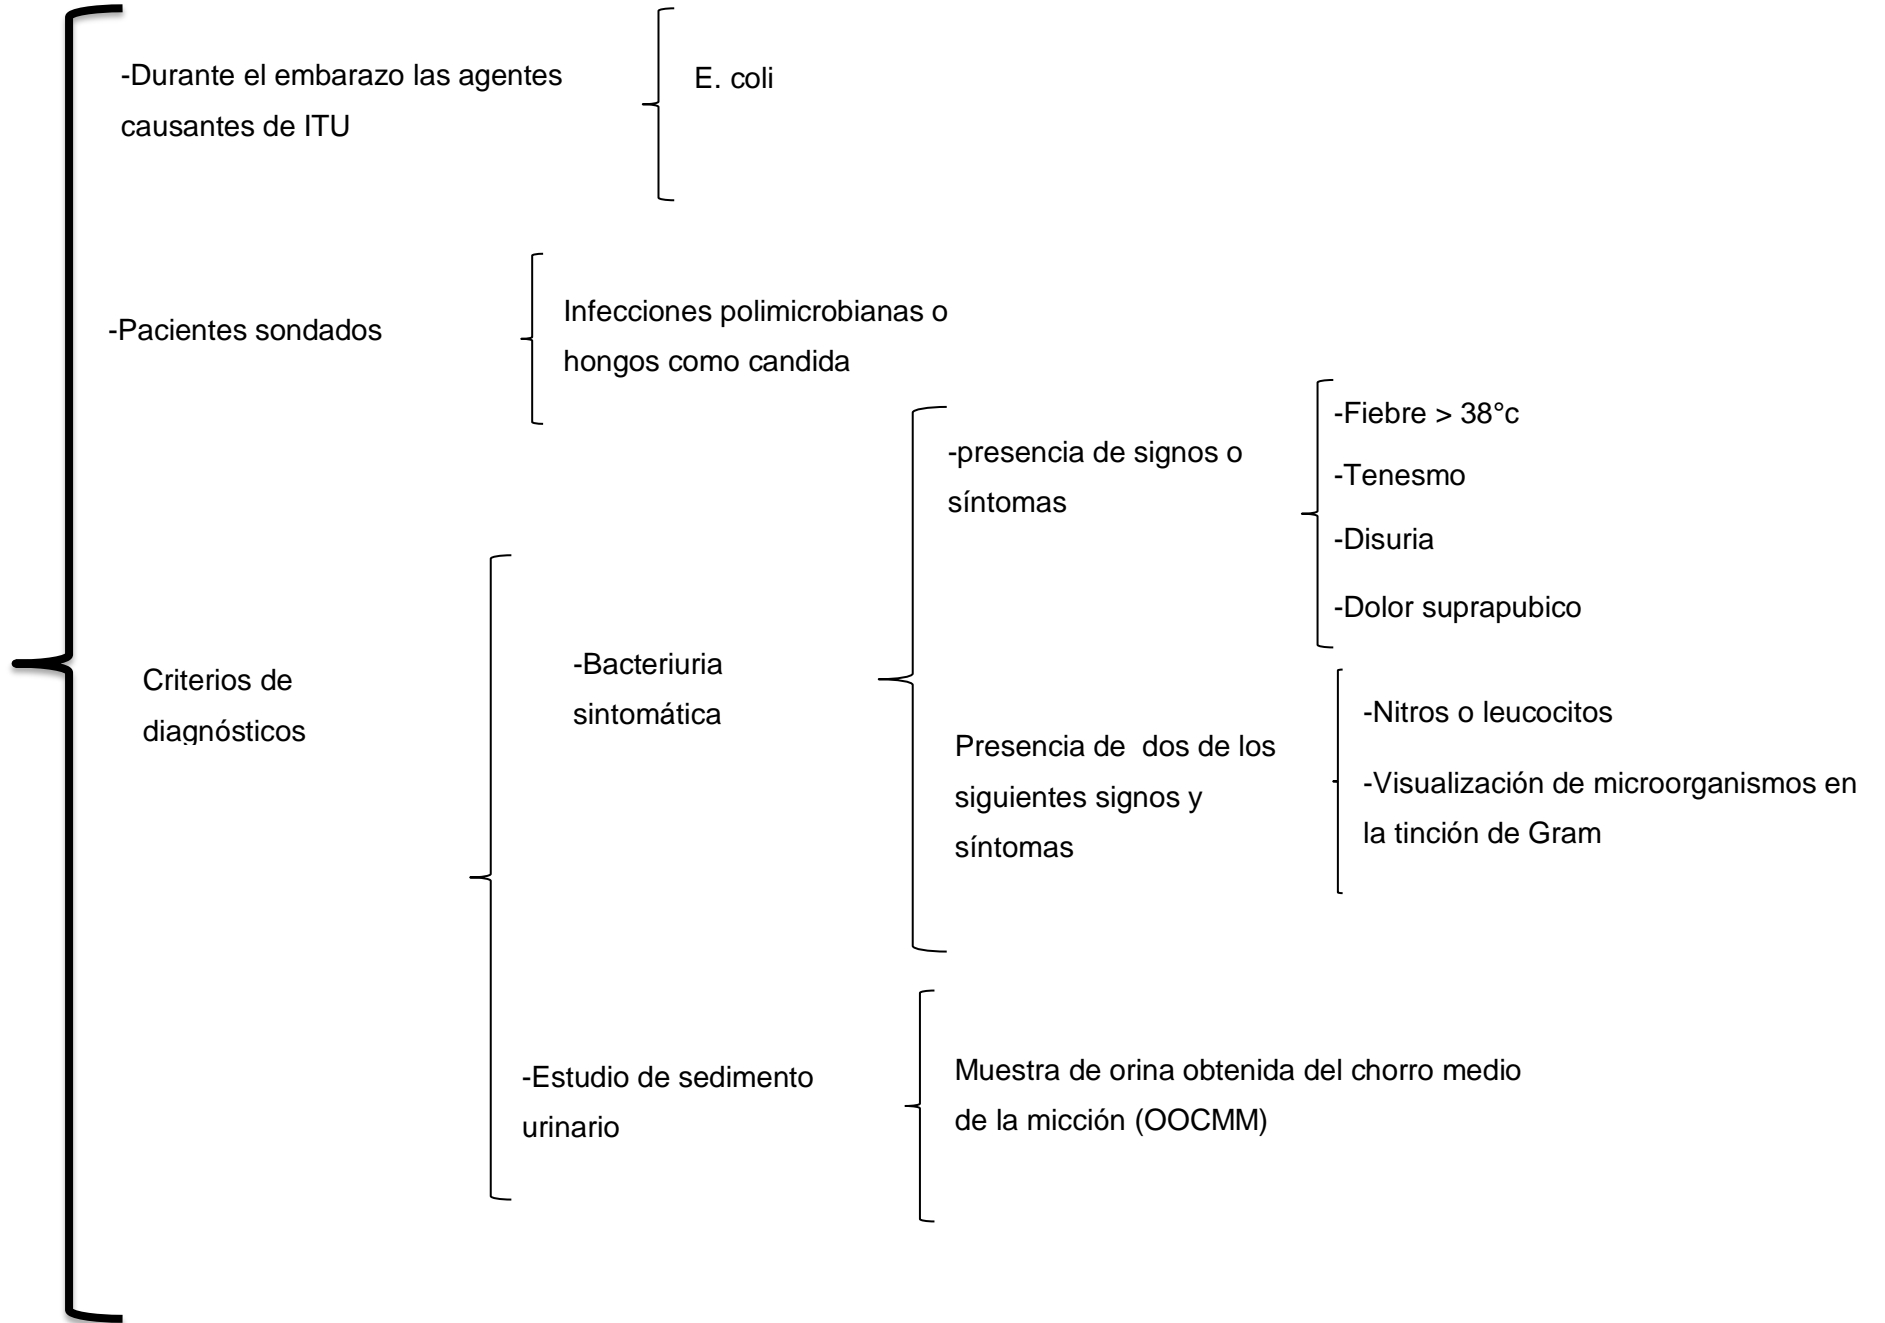 -Durante el embarazo las agentes
causantes de ITU
E. coli
-Pacientes sondados
Infecciones polimicrobianas o
hongos como candida
Criterios de
diagnósticos
-Bacteriuria
sintomática
-presencia de signos o
síntomas
-Fiebre > 38°c
-Tenesmo
-Disuria
-Dolor suprapubico
Presencia de  dos de los
siguientes signos y
síntomas
-Nitros o leucocitos
-Visualización de microorganismos en
la tinción de Gram
-Estudio de sedimento
urinario
Muestra de orina obtenida del chorro medio
de la micción (OOCMM)